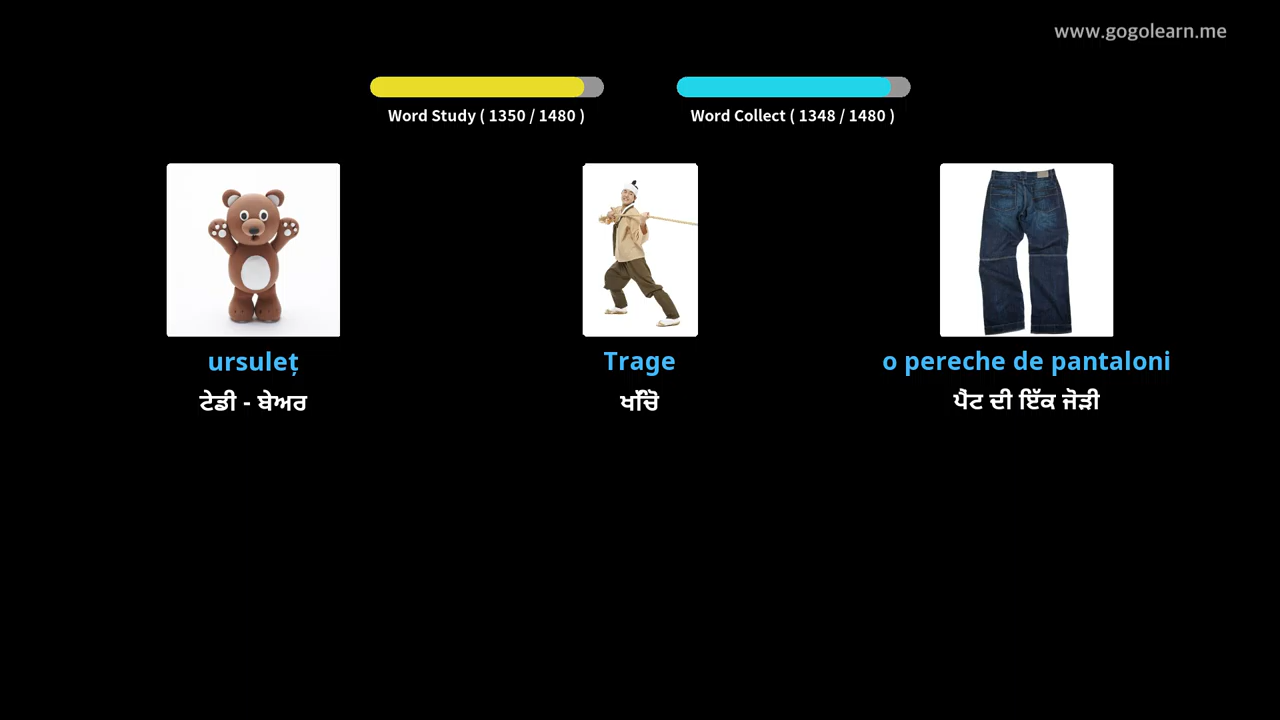 www.gogolearn.me
Word Study ( 1350 / 1480 )
Word Collect ( 1348 / 1480 )
ursuleț
Trage
o pereche de pantaloni
ਟੇਡੀ - ਬੇਅਰ
ਖਿੱਚੋ
ਪੈਂਟ ਦੀ ਇੱਕ ਜੋੜੀ